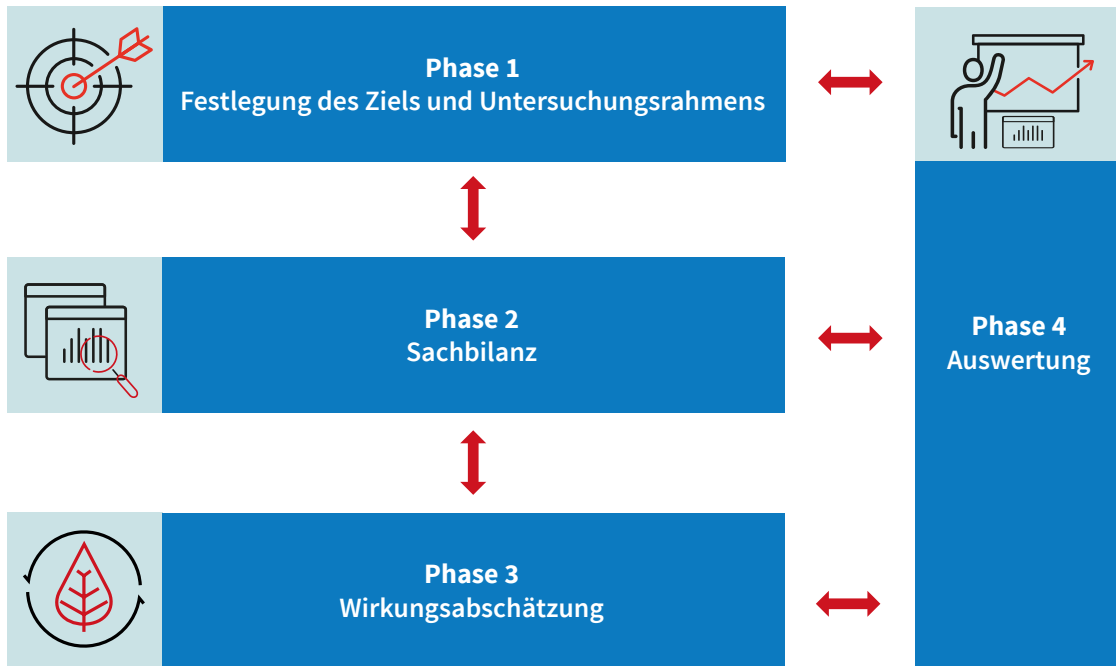 Phase 1
Festlegung des Ziels und Untersuchungsrahmens
Phase 2
Sachbilanz
Phase 3
Wirkungsabschätzung
Phase 4
Auswertung